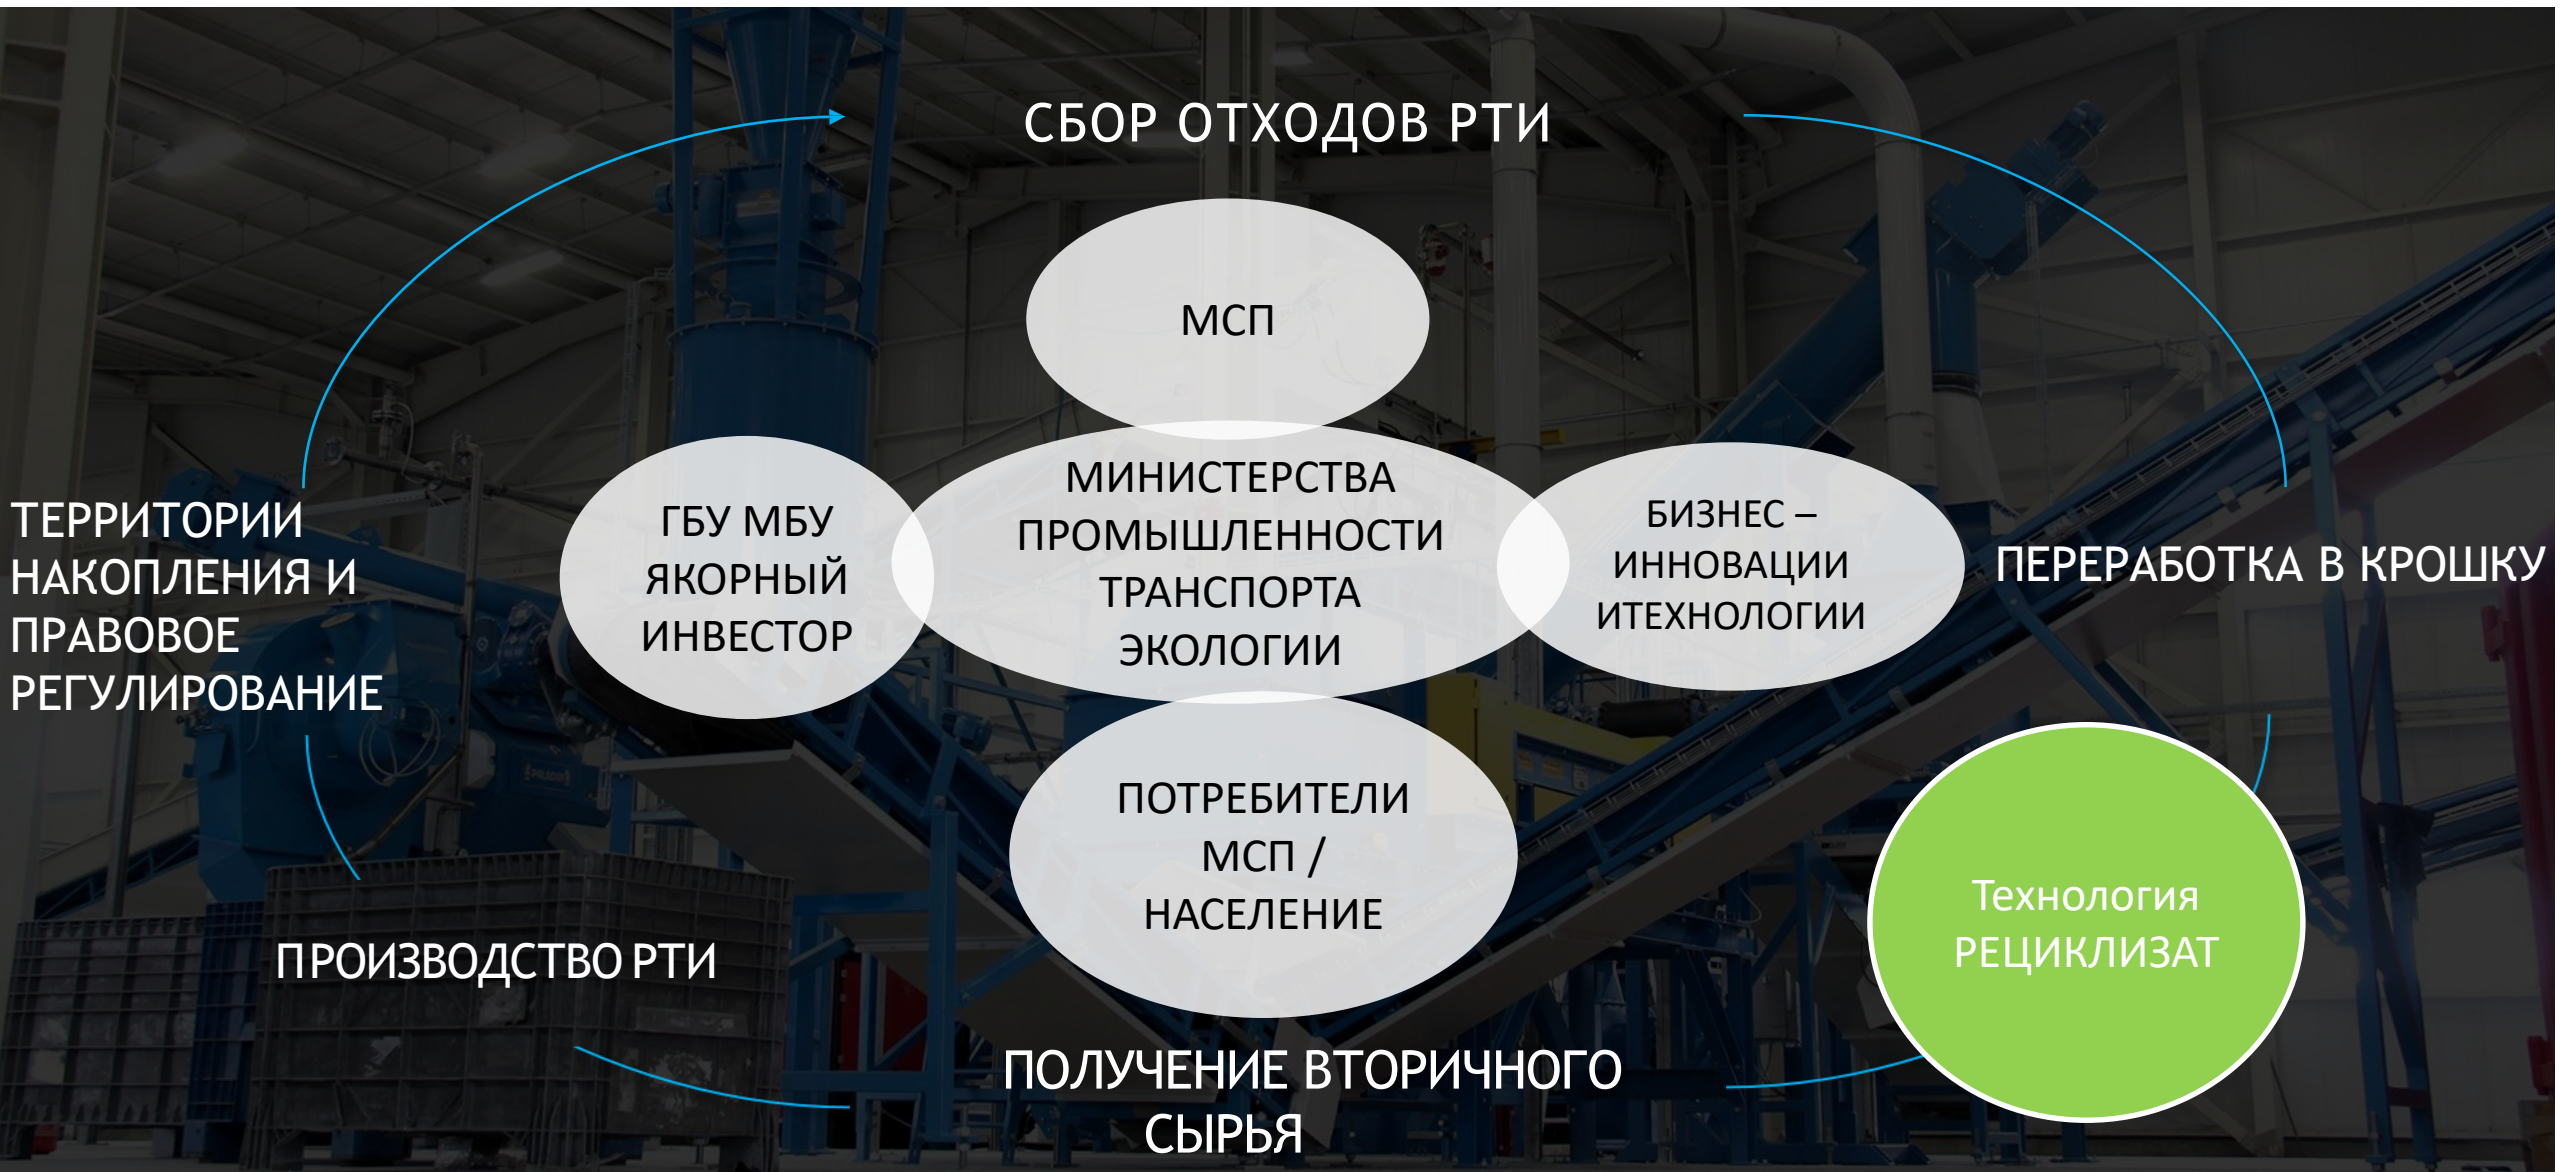 СБОР ОТХОДОВ РТИ
МСП
ТЕРРИТОРИИ
НАКОПЛЕНИЯ И
ПРАВОВОЕ
РЕГУЛИРОВАНИЕ
ГБУ МБУ
ЯКОРНЫЙ
ИНВЕСТОР
МИНИСТЕРСТВА
ПРОМЫШЛЕННОСТИ
ТРАНСПОРТА
ЭКОЛОГИИ
БИЗНЕС –
ИННОВАЦИИ
ИТЕХНОЛОГИИ
ПЕРЕРАБОТКА В КРОШКУ
ПОТРЕБИТЕЛИ
МСП /
НАСЕЛЕНИЕ
Технология
РЕЦИКЛИЗАТ
ПРОИЗВОДСТВО РТИ
ПОЛУЧЕНИЕ ВТОРИЧНОГО
СЫРЬЯ